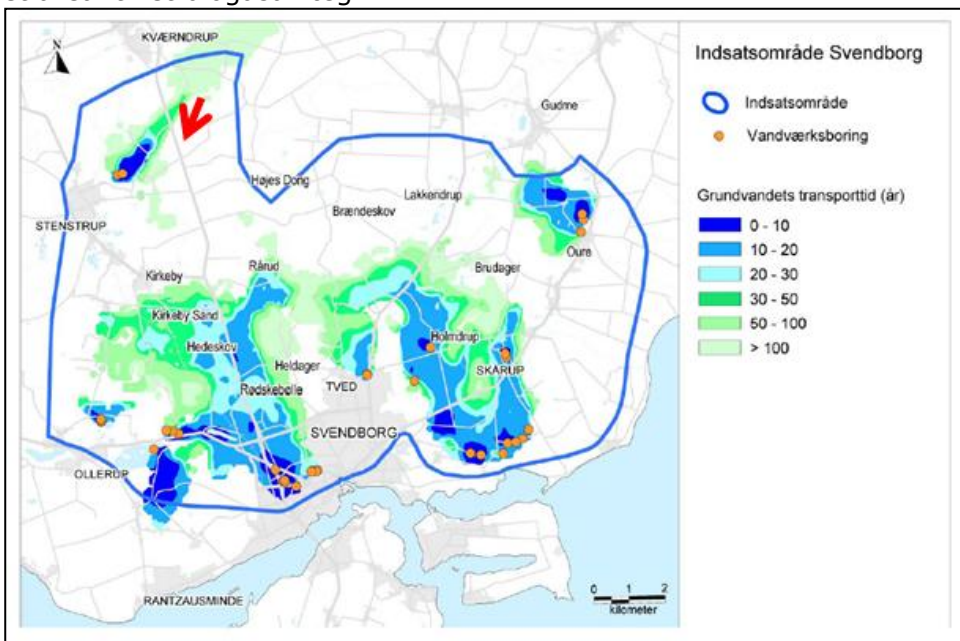 KVÆRNDRUP
Indsatsområde Svendborg
N
Indsatsområde
Gudme
Vandværksboring
Højes Dong
Lakkendrup
Grundvandets transporttid (år)
Brændeskov
STENSTRUP
0 - 10
10 - 20
Oure
Rårud
Brudager
Kirkeby
20 - 30
30 - 50
Kirkeby Sand
50 - 100
Hedeskov
Holmdrup
> 100
Heldager
SKÅRUP
TVED
Rødskebølle
SVENDBORG
OLLERUP
RANTZAUSMINDE
0 1 2
kilometer